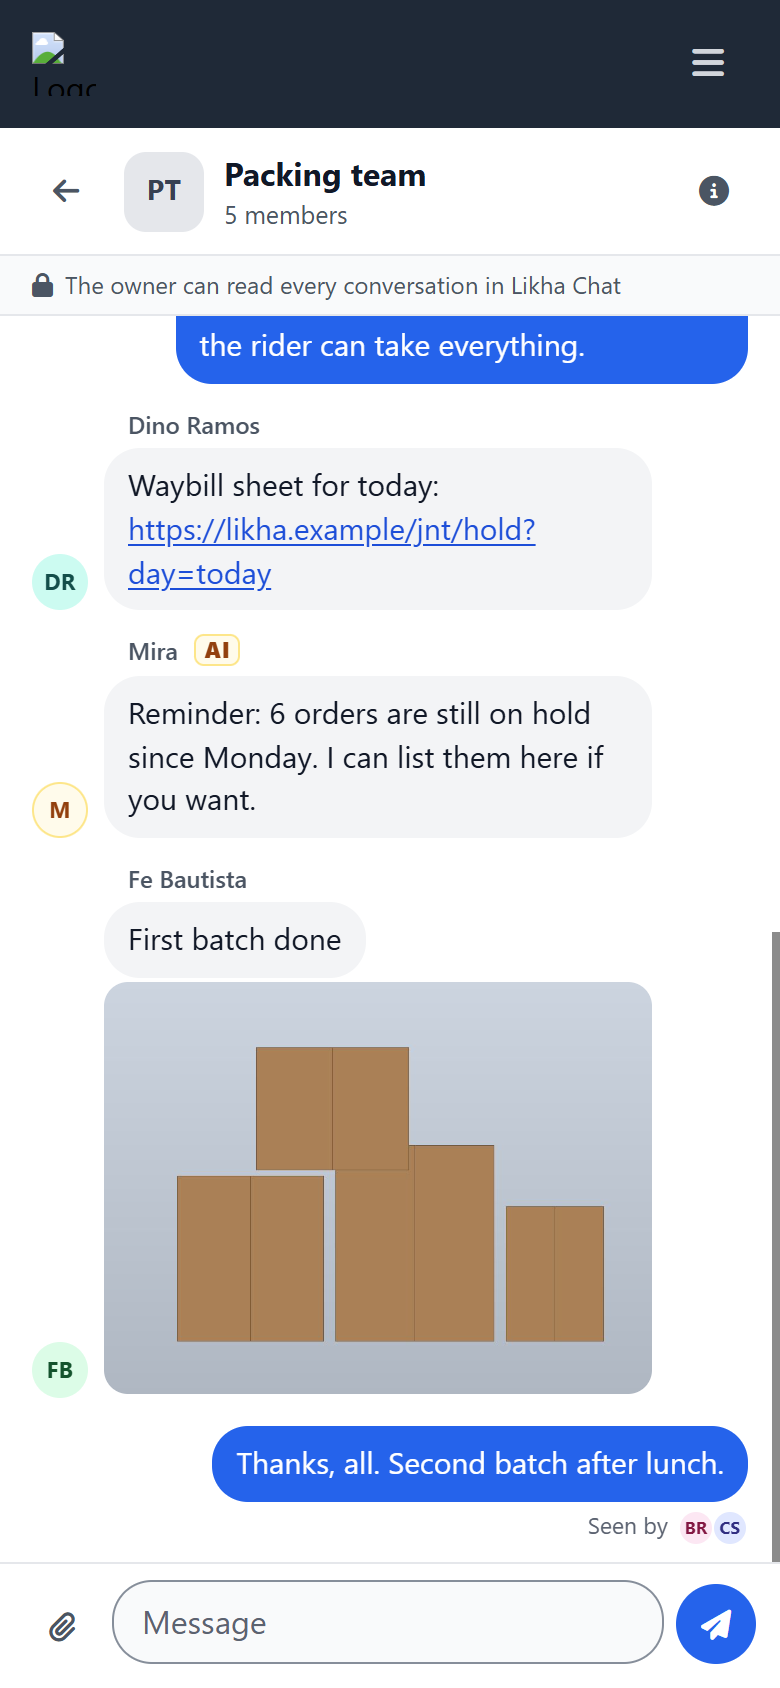 Logo
PT
Packing team
5 members
The owner can read every conversation in Likha Chat
the rider can take everything.
Dino Ramos
Waybill sheet for today:
https://likha.example/jnt/hold?
day=today
DR
Mira AI
Reminder: 6 orders are still on hold
since Monday. I can list them here if
you want.
M
Fe Bautista
First batch done
FB
Thanks, all. Second batch after lunch.
Seen by BR CS
Message